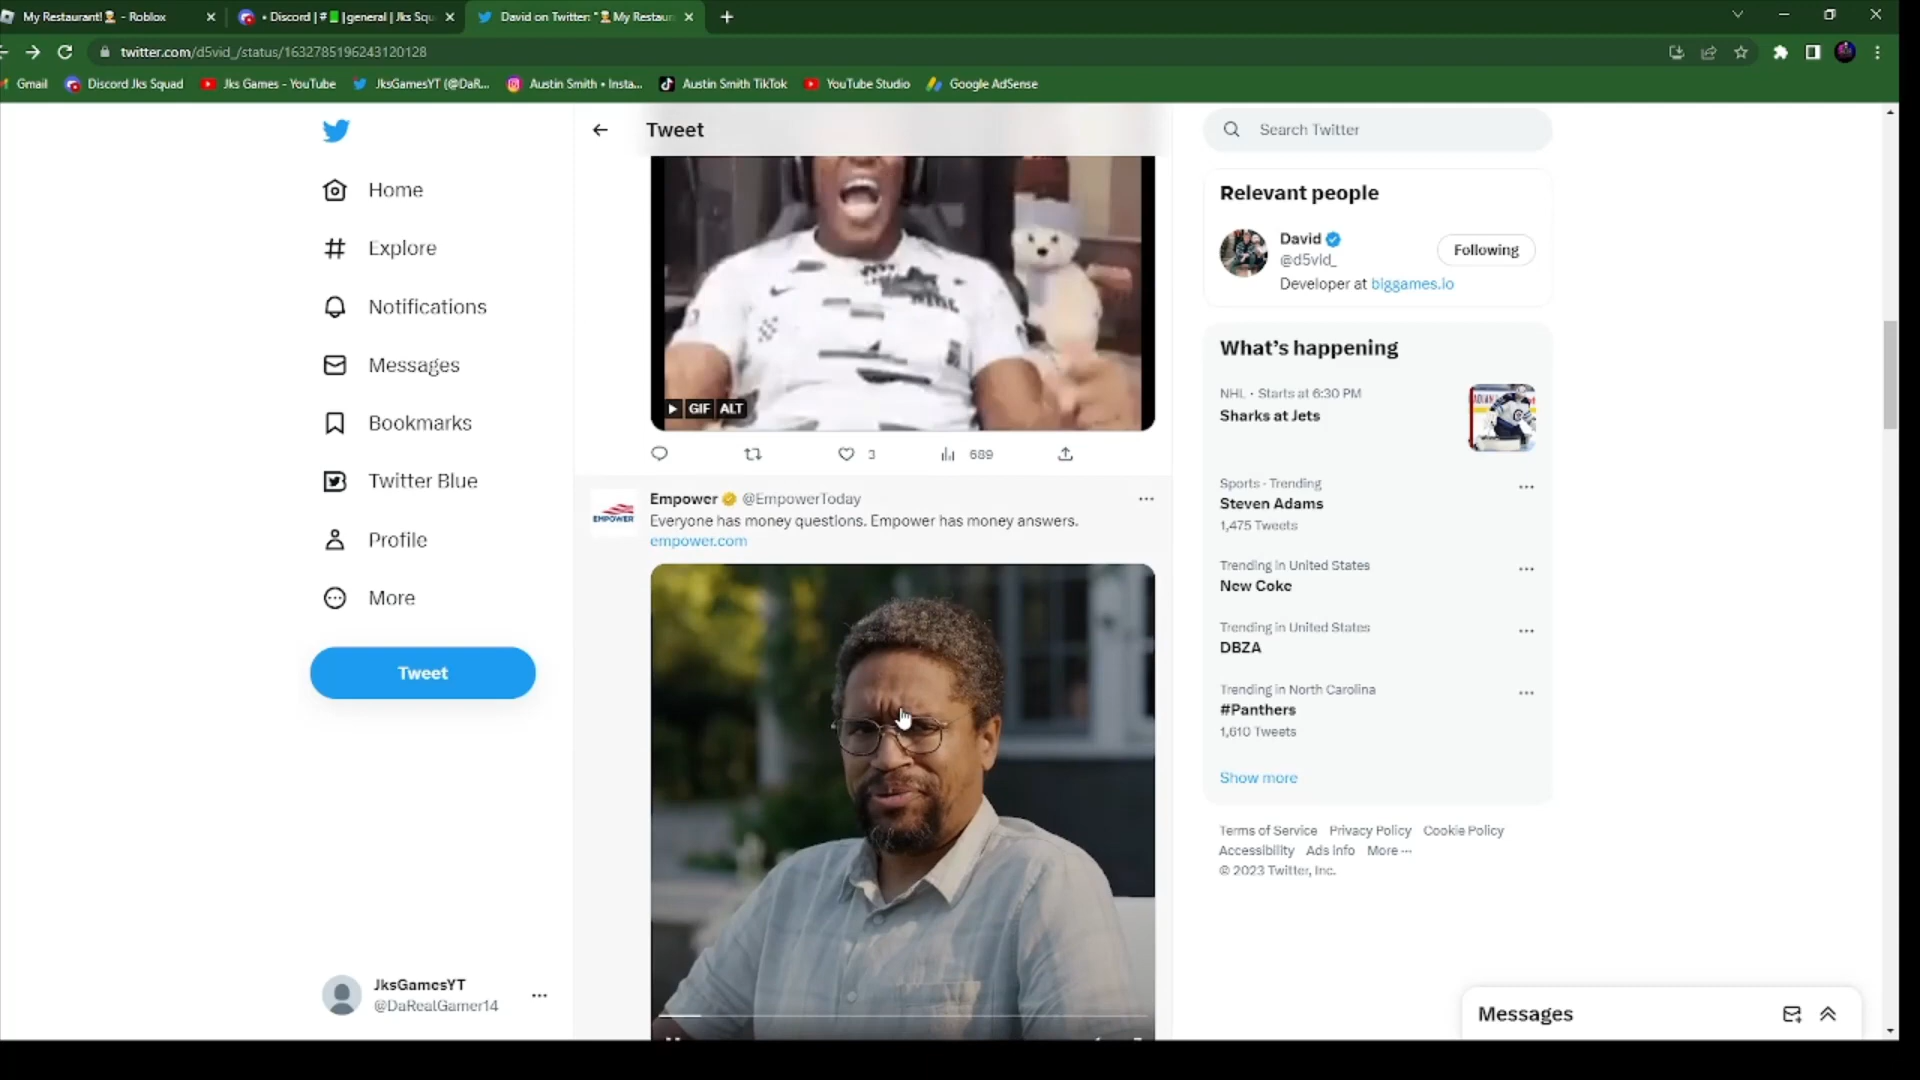 My Restaurant! - Roblox
• Discord | # | general | Jks Squ
David on Twitter: "My Restaur
twitter.com/d5vid_/status/1632785196243120128
Gmail
Discord Jks Squad
Jks Games - YouTube
JksGamesYT (@DaR...
Austin Smith • Insta...
Austin Smith TikTok
YouTube Studio
Google AdSense
Home
Explore
Notifications
Messages
Bookmarks
Twitter Blue
Profile
More
Tweet
JksGamesYT
@DaRealGamer14
Tweet
GIF ALT
3
689
EMPOWER
Empower @EmpowerToday
Everyone has money questions. Empower has money answers.
empower.com
Search Twitter
Relevant people
David
@d5vid_
Following
Developer at biggames.io
What's happening
NHL · Starts at 6:30 PM
Sharks at Jets
Sports · Trending
Steven Adams
1,475 Tweets
Trending in United States
New Coke
Trending in United States
DBZA
Trending in North Carolina
#Panthers
1,610 Tweets
Show more
Terms of Service Privacy Policy Cookie Policy
Accessibility Ads info More ···
© 2023 Twitter, Inc.
Messages